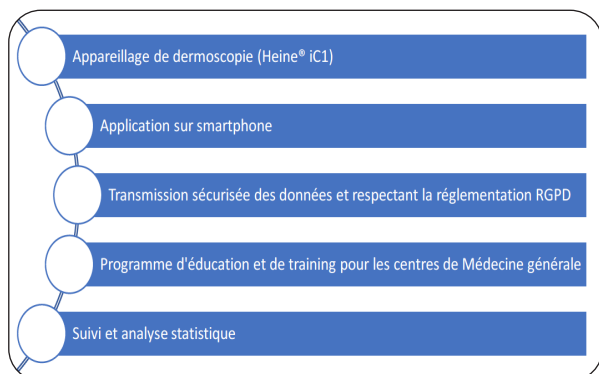 Appareillage de dermoscopie (Heine® iC1)
Application sur smartphone
Transmission sécurisée des données et respectant la réglementation RGPD
Programme d'éducation et de training pour les centres de Médecine générale
Suivi et analyse statistique